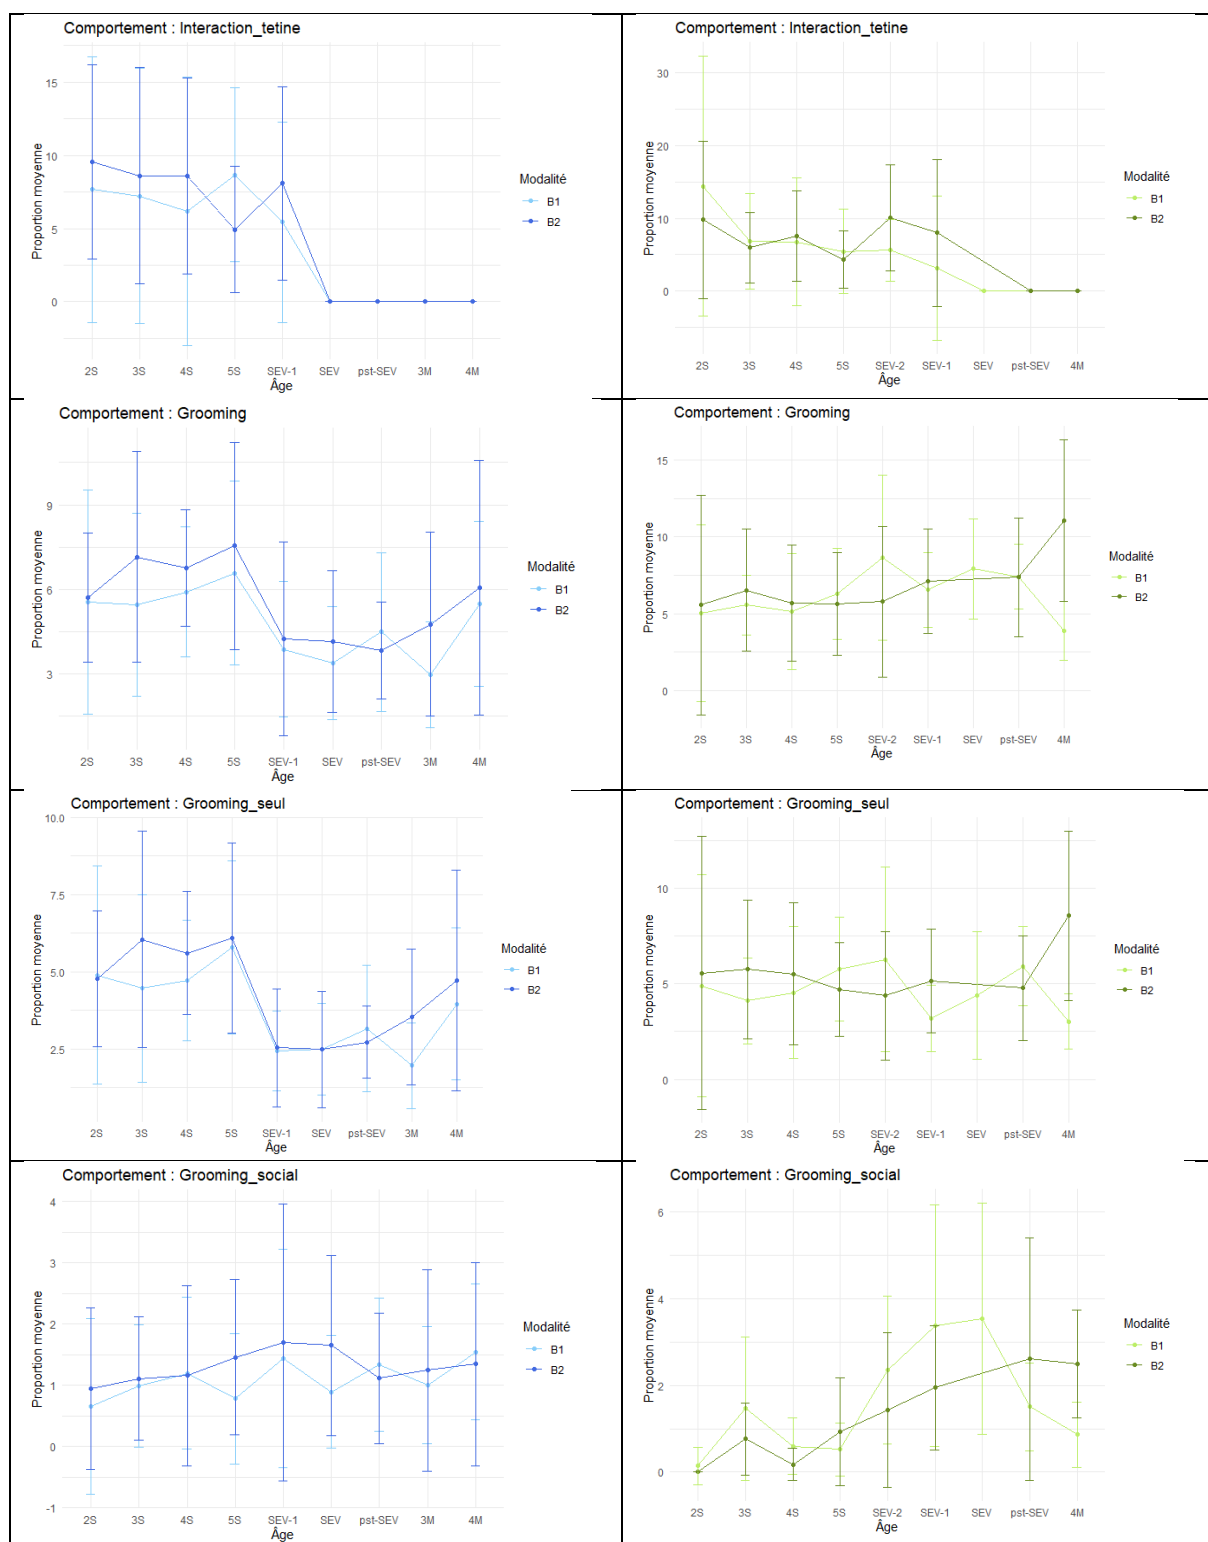 Comportement : Interaction_tetine
Proportion moyenne
15
10
5
0
2S 3S 4S 5S SEV-1 SEV pst-SEV 3M 4M
Âge
Modalité
B1
B2
Comportement : Interaction_tetine
Proportion moyenne
30
20
10
0
2S 3S 4S 5S SEV-2 SEV-1 SEV pst-SEV 4M
Âge
Modalité
B1
B2
Comportement : Grooming
Proportion moyenne
9
6
3
2S 3S 4S 5S SEV-1 SEV pst-SEV 3M 4M
Âge
Modalité
B1
B2
Comportement : Grooming
Proportion moyenne
15
10
5
0
2S 3S 4S 5S SEV-2 SEV-1 SEV pst-SEV 4M
Âge
Modalité
B1
B2
Comportement : Grooming_seul
Proportion moyenne
10.0
7.5
5.0
2.5
2S 3S 4S 5S SEV-1 SEV pst-SEV 3M 4M
Âge
Modalité
B1
B2
Comportement : Grooming_seul
Proportion moyenne
10
5
0
2S 3S 4S 5S SEV-2 SEV-1 SEV pst-SEV 4M
Âge
Modalité
B1
B2
Comportement : Grooming_social
Proportion moyenne
4
3
2
1
0
-1
2S 3S 4S 5S SEV-1 SEV pst-SEV 3M 4M
Âge
Modalité
B1
B2
Comportement : Grooming_social
Proportion moyenne
6
4
2
0
2S 3S 4S 5S SEV-2 SEV-1 SEV pst-SEV 4M
Âge
Modalité
B1
B2